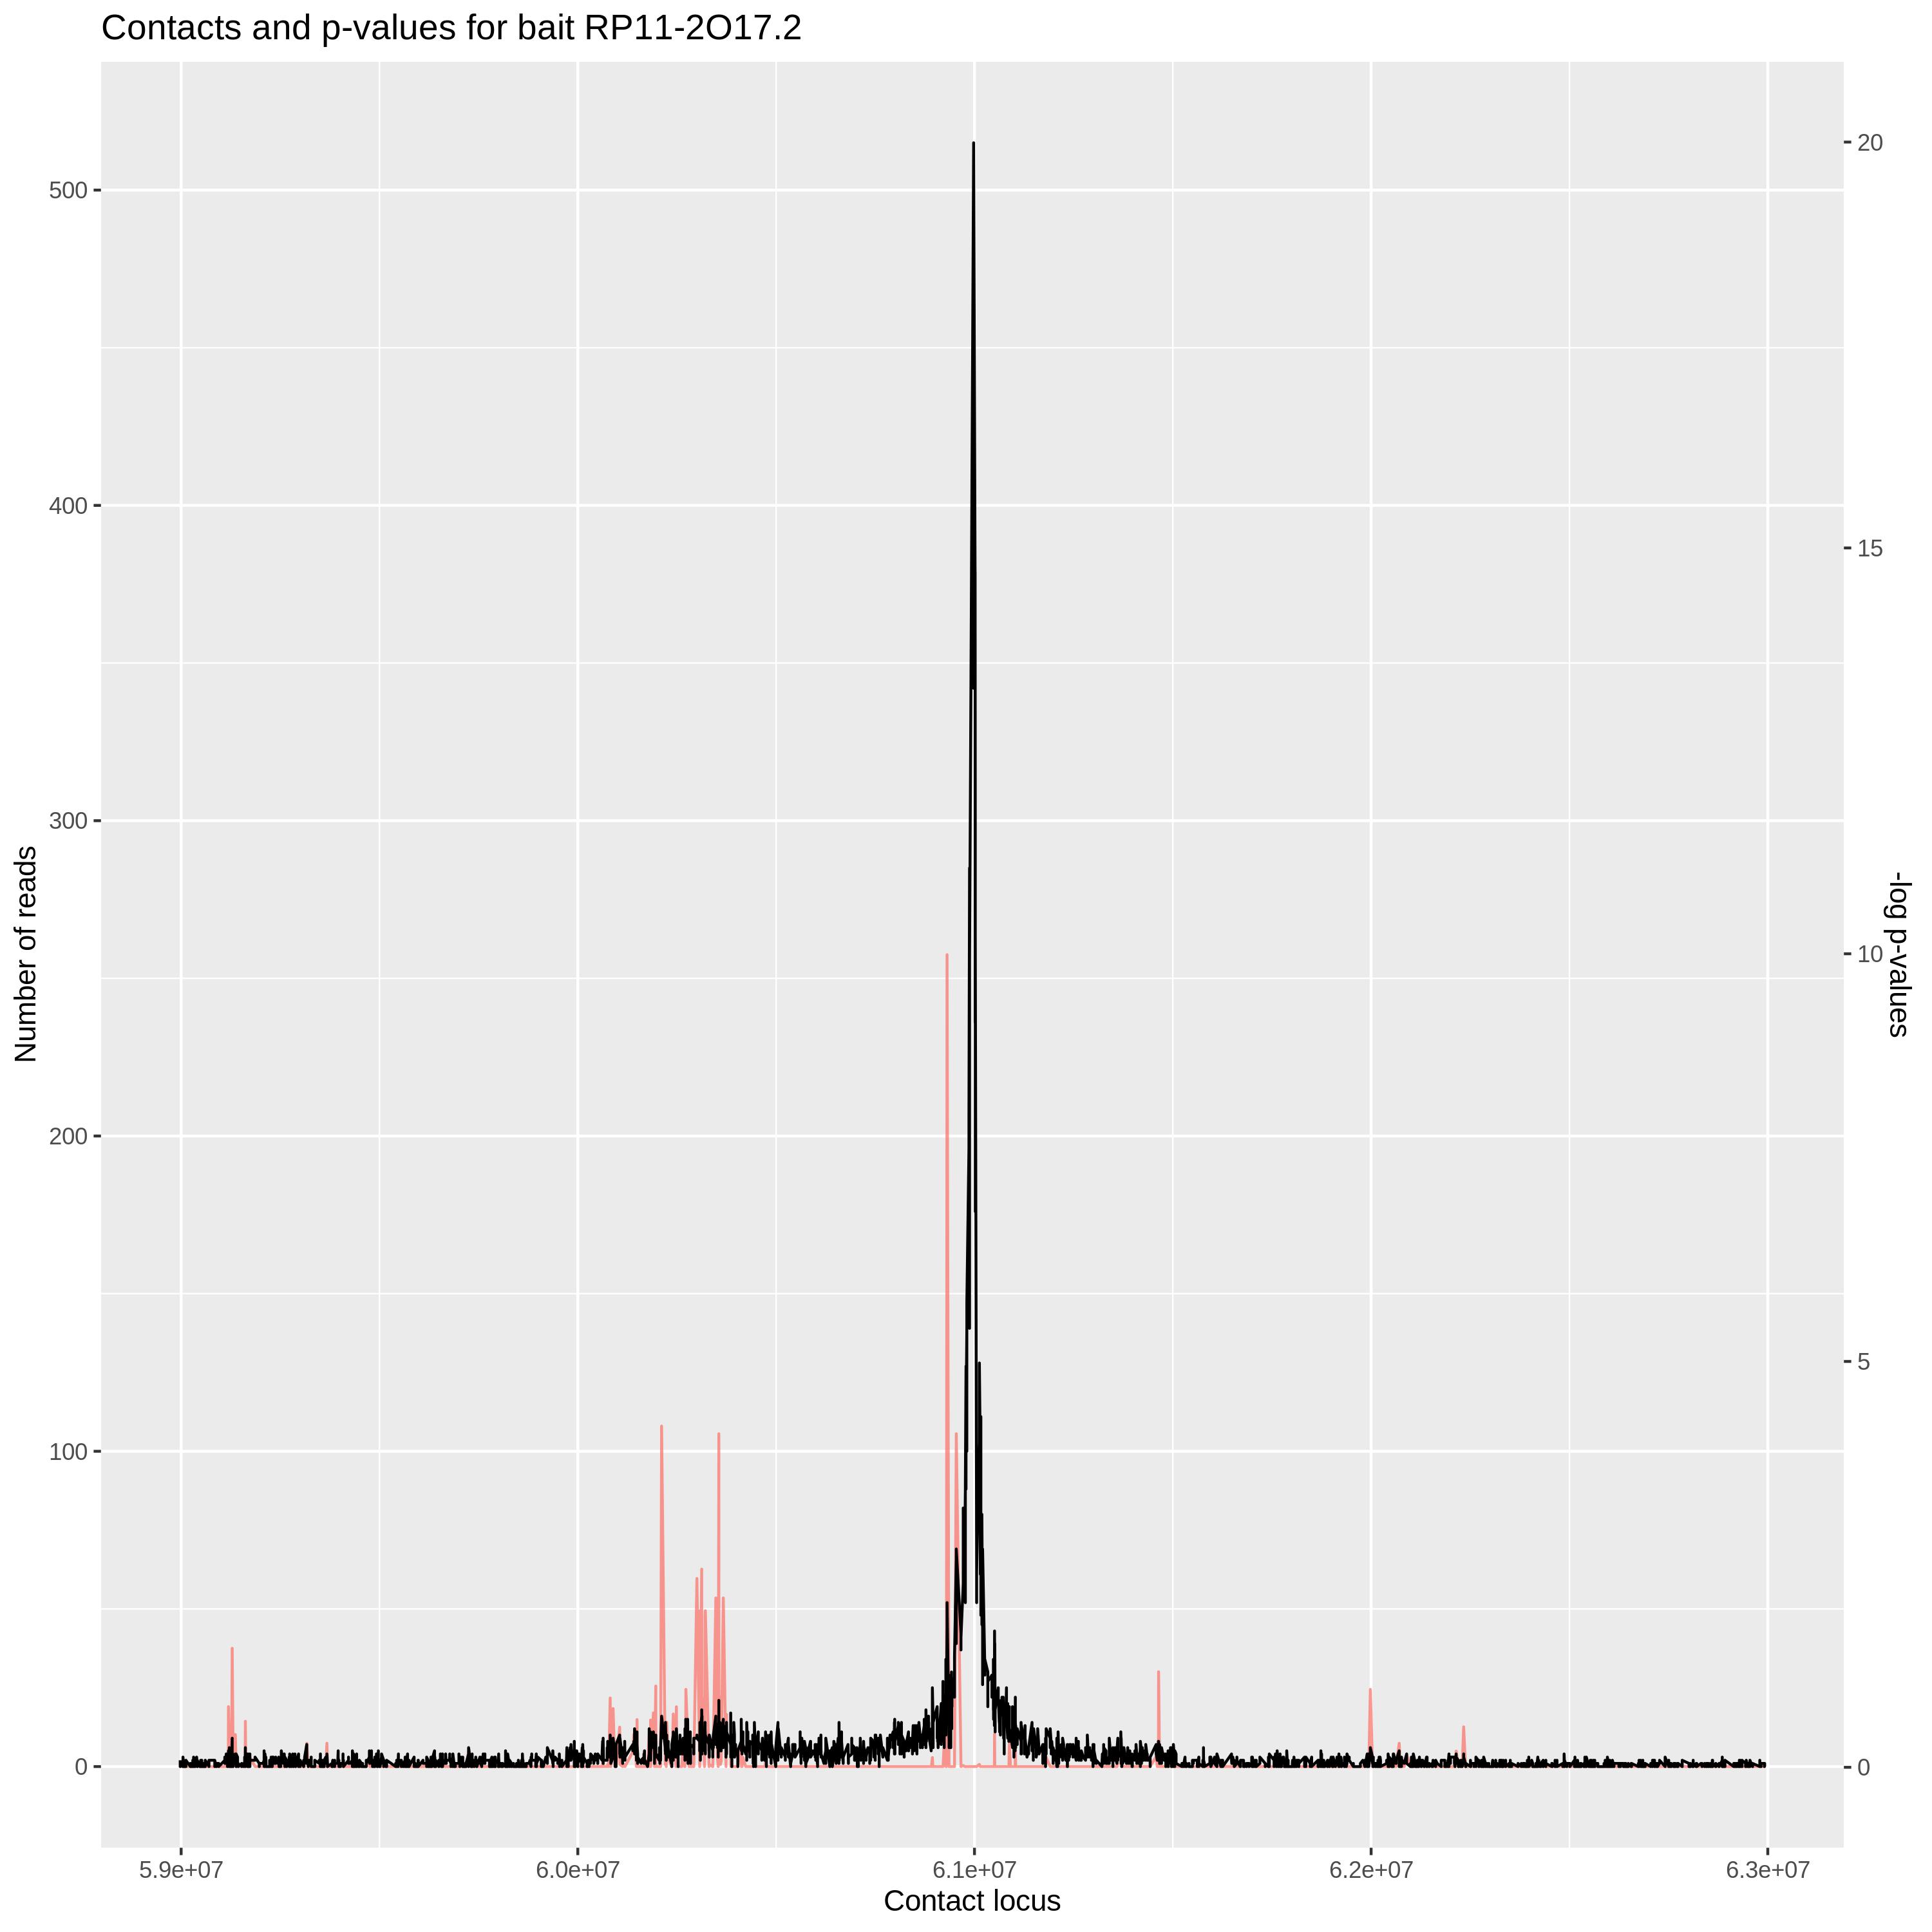 Contacts and p-values for bait RP11-2O17.2
500
400
300
200
100
0
Number of reads
20
15
10
5
0
-log p-values
5.9e+07
6.0e+07
6.1e+07
6.2e+07
6.3e+07
Contact locus